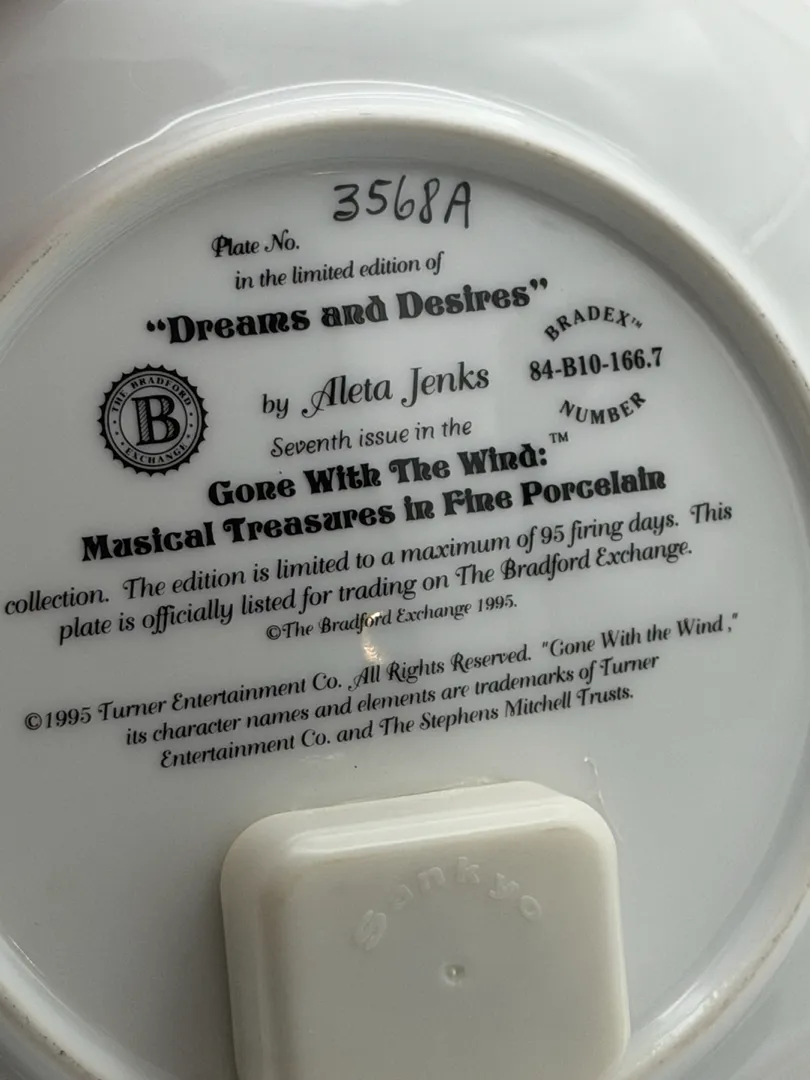 3568A
Plate No.
in the limited edition of
“Dreams and Desires”
BRADEX™
84-B10-166.7
NUMBER
THE BRADFORD
B
EXCHANGE
by Aleta Jenks
Seventh issue in the
Gone With The Wind:™
Musical Treasures in Fine Porcelain
collection. The edition is limited to a maximum of 95 firing days. This
plate is officially listed for trading on The Bradford Exchange.
©The Bradford Exchange 1995.
©1995 Turner Entertainment Co. All Rights Reserved. "Gone With the Wind ,"
its character names and elements are trademarks of Turner
Entertainment Co. and The Stephens Mitchell Trusts.
Sankyo